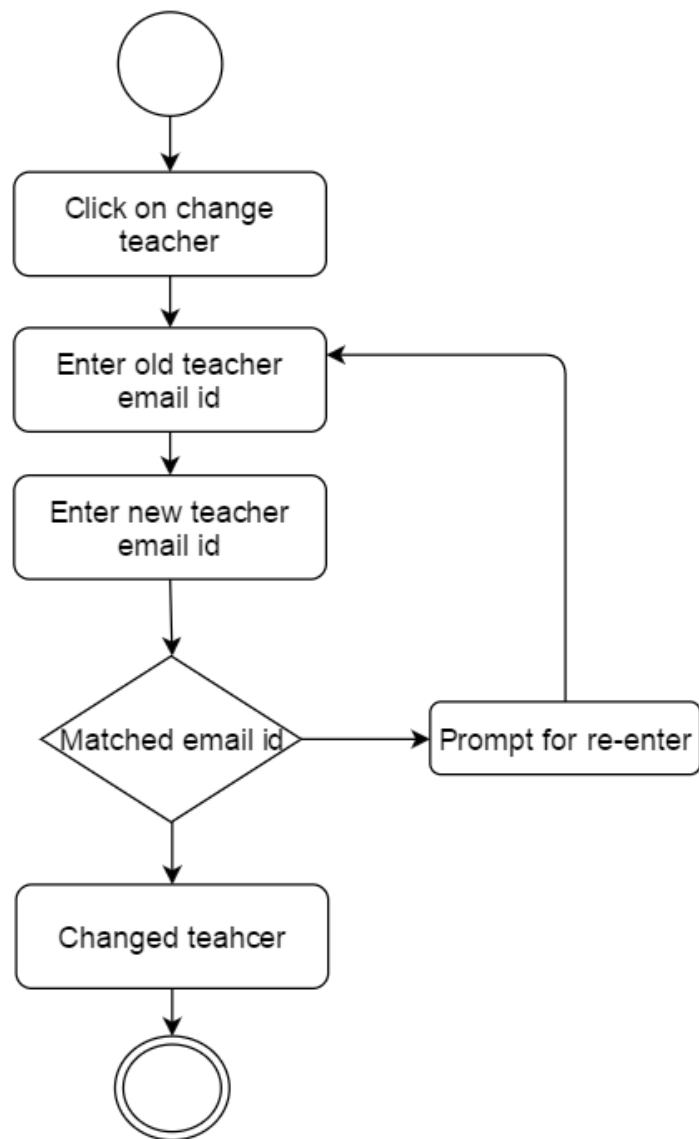 Click on change
teacher
Enter old teacher
email id
Enter new teacher
email id
Matched email id
Prompt for re-enter
Changed teahcer